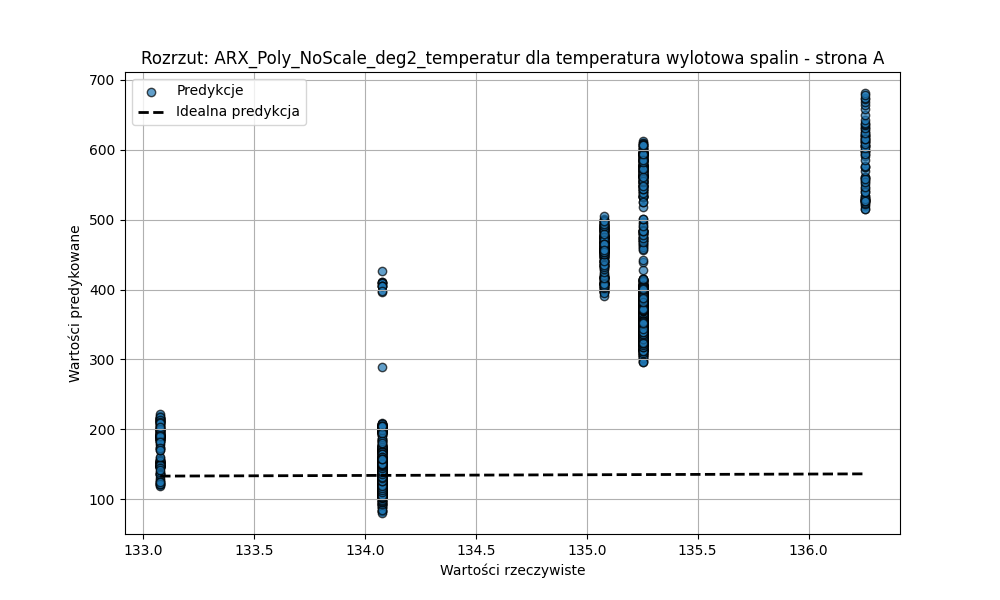 Rozrzut: ARX_Poly_NoScale_deg2_temperatur dla temperatura wylotowa spalin - strona A
Predykcje
Idealna predykcja
Wartości predykowane
700
600
500
400
300
200
100
133.0 133.5 134.0 134.5 135.0 135.5 136.0
Wartości rzeczywiste